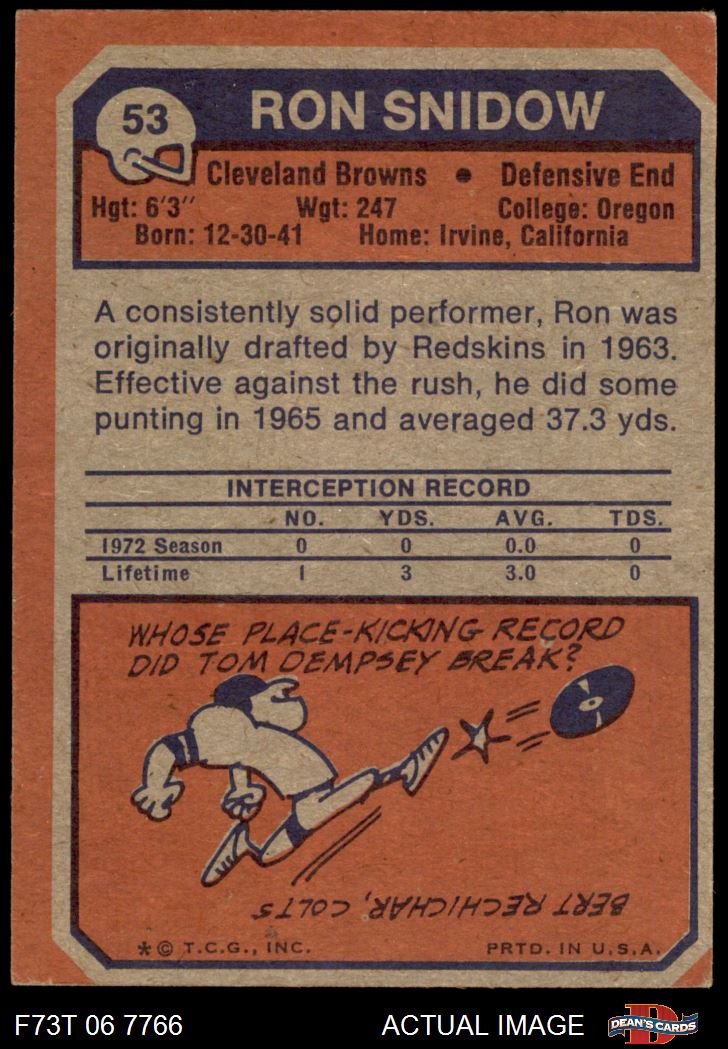 53
RON SNIDOW
Cleveland Browns • Defensive End
Hgt: 6'3" Wgt: 247 College: Oregon
Born: 12-30-41 Home: Irvine, California
A consistently solid performer, Ron was
originally drafted by Redskins in 1963.
Effective against the rush, he did some
punting in 1965 and averaged 37.3 yds.
INTERCEPTION RECORD
NO. YDS. AVG. TDS.
1972 Season 0 0 0.0 0
Lifetime 1 3 3.0 0
WHOSE PLACE-KICKING RECORD
DID TOM DEMPSEY BREAK?
BERT RECHICHAR, COLTS
* © T.C.G., INC. PRTD. IN U.S.A.
F73T 06 7766 ACTUAL IMAGE D DEAN'S CARDS